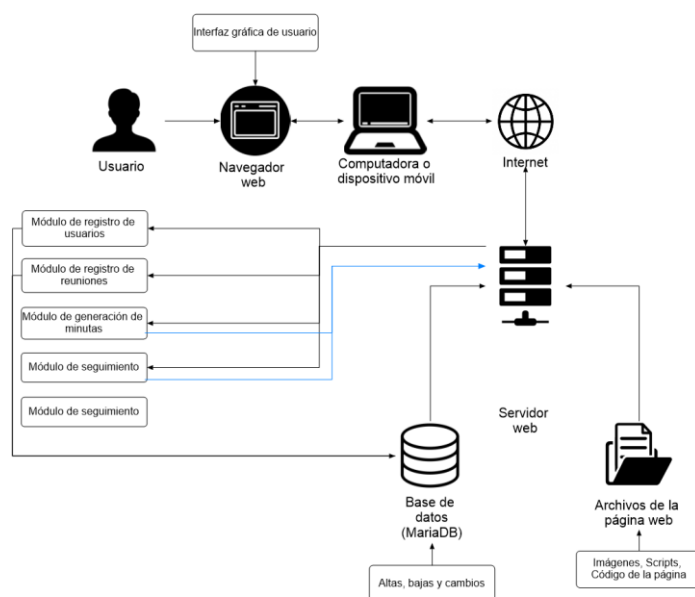 Interfaz gráfica de usuario
Usuario
Navegador
web
Computadora o
dispositivo móvil
Internet
Módulo de registro de
usuarios
Módulo de registro de
reuniones
Módulo de generación de
minutas
Módulo de seguimiento
Módulo de seguimiento
Servidor
web
Base de
datos
(MariaDB)
Archivos de la
página web
Altas, bajas y cambios
Imágenes, Scripts,
Código de la página